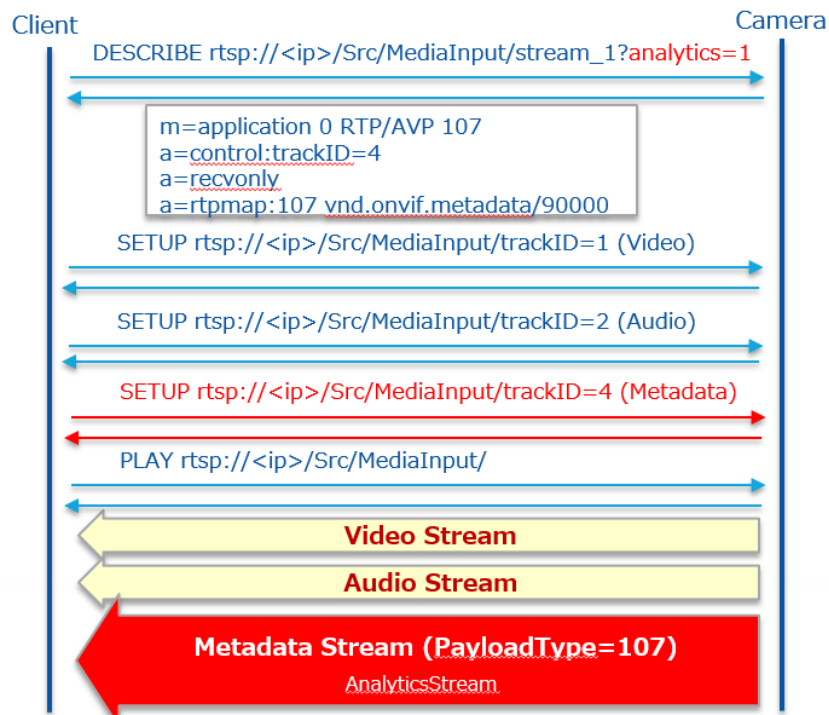 Client
Camera
DESCRIBE rtsp://<ip>/Src/MediaInput/stream_1?analytics=1
m=application 0 RTP/AVP 107
a=control:trackID=4
a=recvonly
a=rtpmap:107 vnd.onvif.metadata/90000
SETUP rtsp://<ip>/Src/MediaInput/trackID=1 (Video)
SETUP rtsp://<ip>/Src/MediaInput/trackID=2 (Audio)
SETUP rtsp://<ip>/Src/MediaInput/trackID=4 (Metadata)
PLAY rtsp://<ip>/Src/MediaInput/
Video Stream
Audio Stream
Metadata Stream (PayloadType=107)
AnalyticsStream